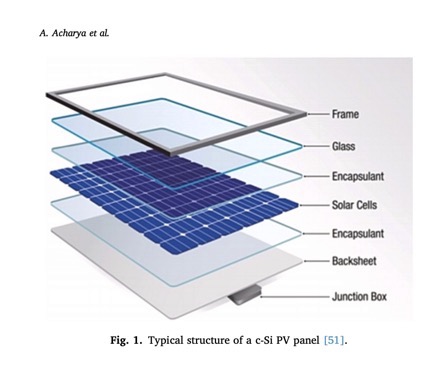 A. Acharya et al.
Frame
Glass
Encapsulant
Solar Cells
Encapsulant
Backsheet
Junction Box
Fig. 1. Typical structure of a c-Si PV panel [51].